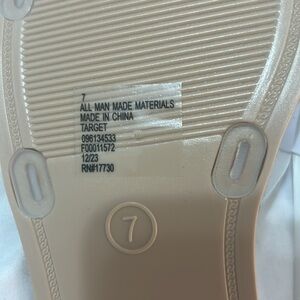 7
ALL MAN MADE MATERIALS
MADE IN CHINA
TARGET
096134533
F00011572
12/23
RN#17730
7